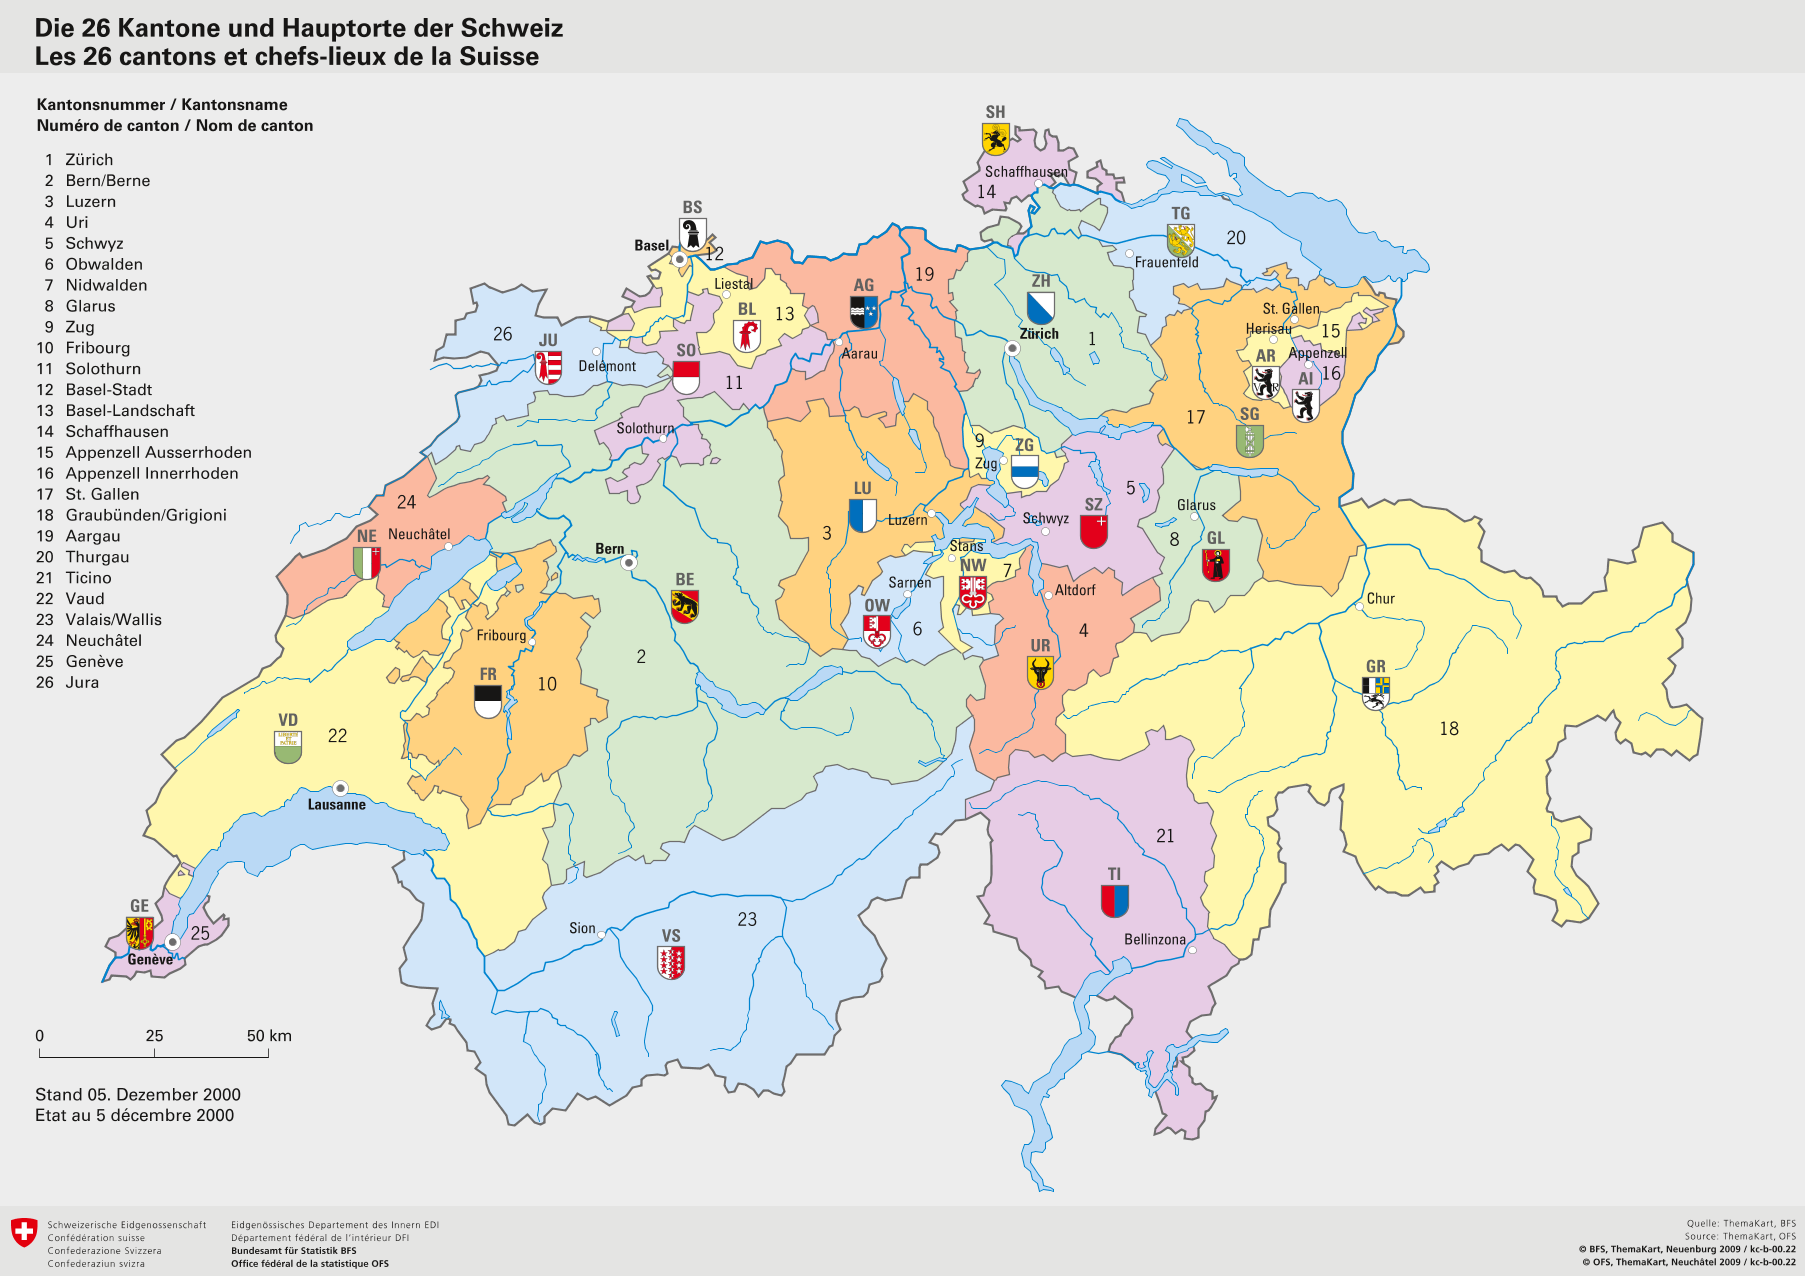 Die 26 Kantone und Hauptorte der Schweiz
Les 26 cantons et chefs-lieux de la Suisse
Kantonsnummer / Kantonsname
Numéro de canton / Nom de canton
1 Zürich
2 Bern/Berne
3 Luzern
4 Uri
5 Schwyz
6 Obwalden
7 Nidwalden
8 Glarus
9 Zug
10 Fribourg
11 Solothurn
12 Basel-Stadt
13 Basel-Landschaft
14 Schaffhausen
15 Appenzell Ausserrhoden
16 Appenzell Innerrhoden
17 St. Gallen
18 Graubünden/Grigioni
19 Aargau
20 Thurgau
21 Ticino
22 Vaud
23 Valais/Wallis
24 Neuchâtel
25 Genève
26 Jura
SH
Schaffhausen
14
BS
Basel
12
TG
20
Frauenfeld
Liestal
BL
13
AG
19
ZH
Zürich
1
St. Gallen
Herisau
15
AR
Appenzell
AI
16
26
JU
Delémont
SO
11
Aarau
17
SG
Solothurn
9
ZG
Zug
24
NE
Neuchâtel
LU
Luzern
3
5
SZ
Schwyz
Glarus
8
GL
Bern
BE
2
Stans
NW
7
Sarnen
OW
6
Altdorf
4
UR
Chur
GR
18
Fribourg
FR
10
VD
LIBERTÉ
ET
PATRIE
22
Lausanne
21
TI
Bellinzona
GE
25
Genève
Sion
VS
23
0 25 50 km
Stand 05. Dezember 2000
Etat au 5 décembre 2000
Schweizerische Eidgenossenschaft
Confédération suisse
Confederazione Svizzera
Confederaziun svizra
Eidgenössisches Departement des Innern EDI
Département fédéral de l'intérieur DFI
Bundesamt für Statistik BFS
Office fédéral de la statistique OFS
Quelle: ThemaKart, BFS
Source: ThemaKart, OFS
© BFS, ThemaKart, Neuenburg 2009 / kc-b-00.22
© OFS, ThemaKart, Neuchâtel 2009 / kc-b-00.22